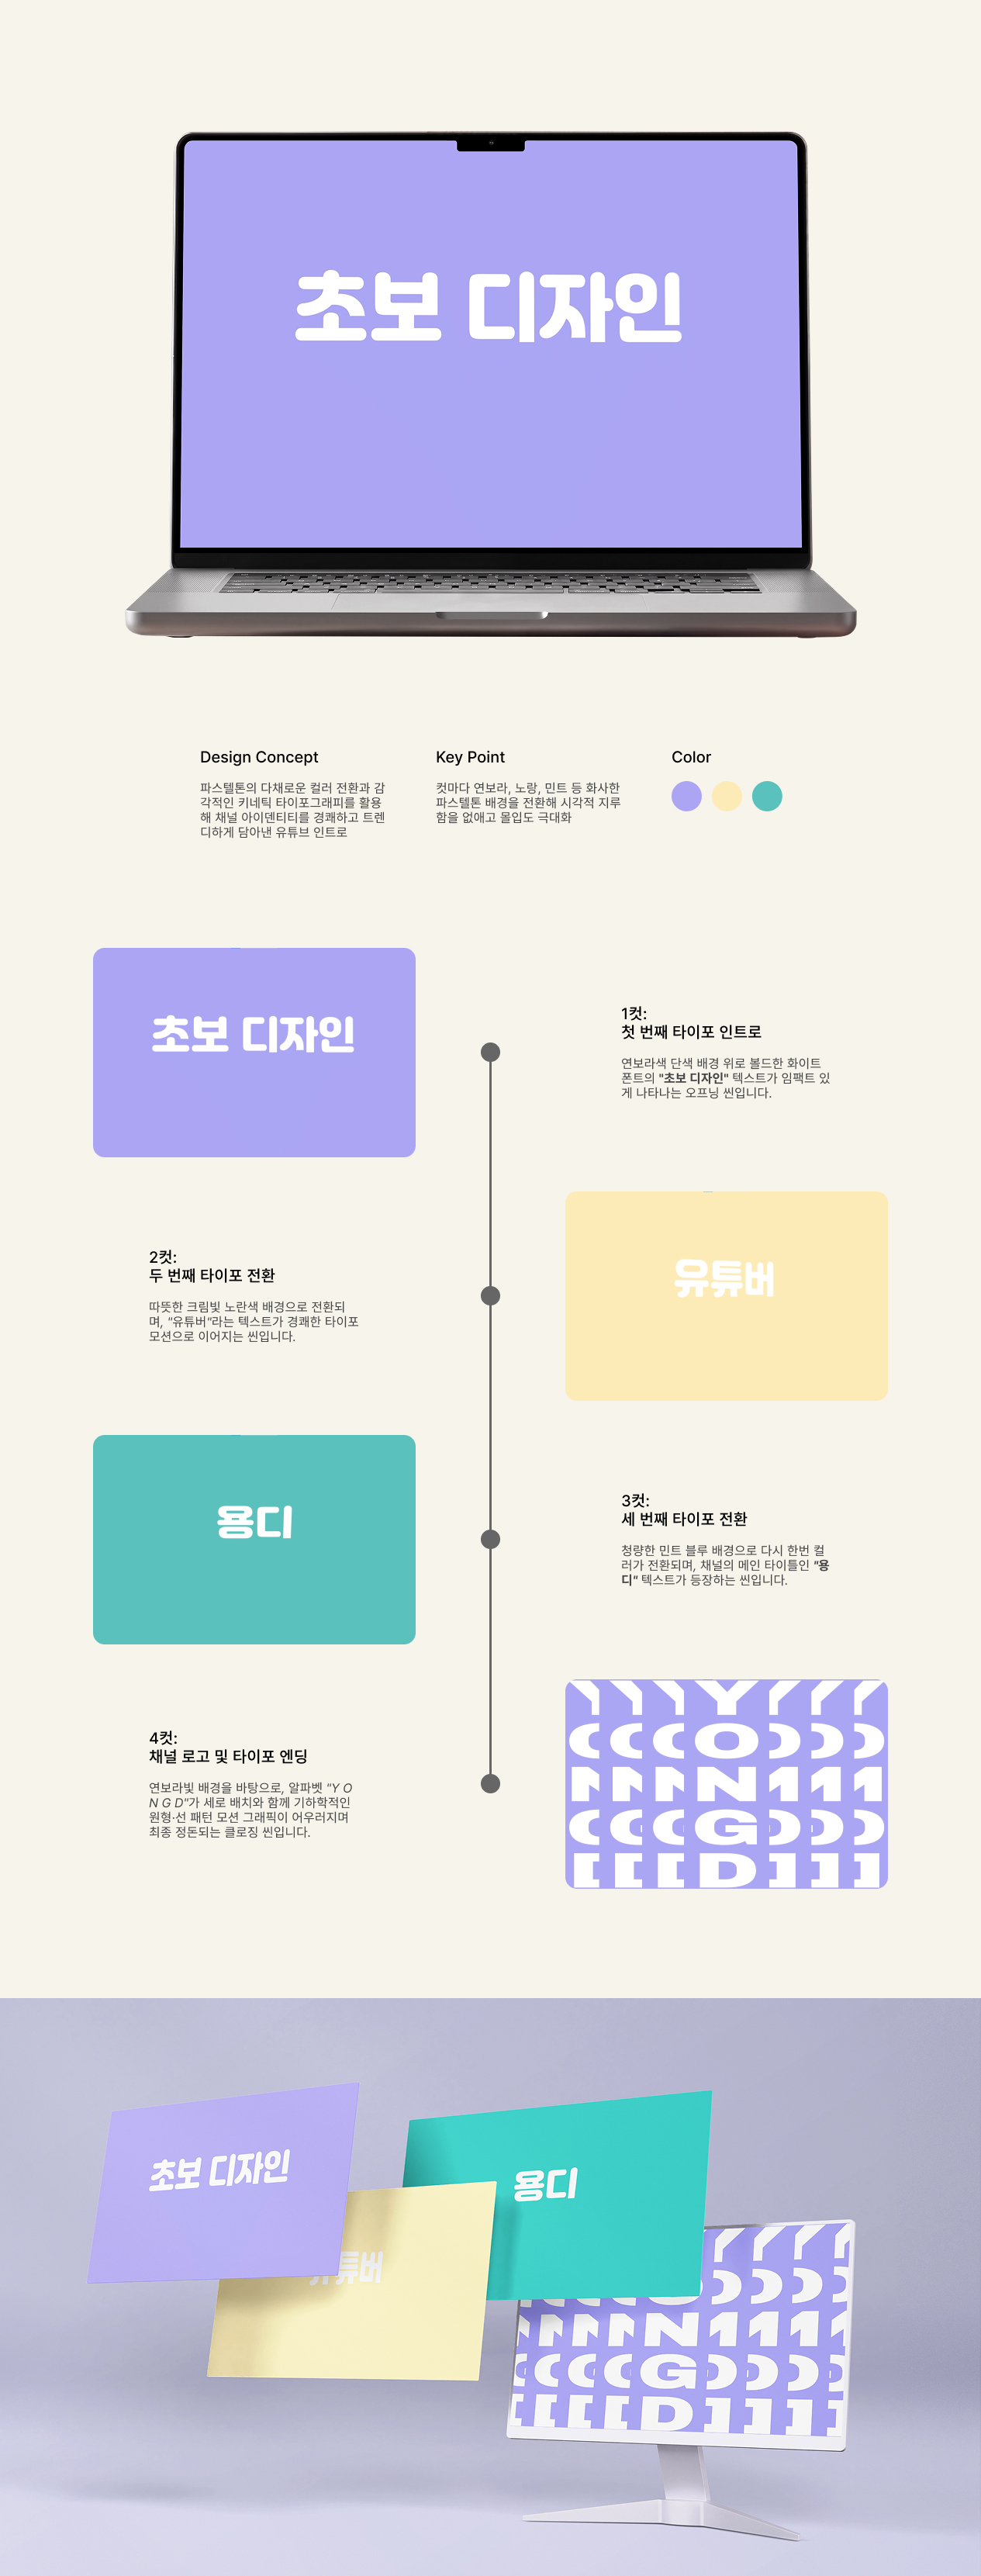 초보 디자인
Design Concept
파스텔톤의 다채로운 컬러 전환과 감
각적인 키네틱 타이포그래피를 활용
해 채널 아이덴티티를 경쾌하고 트렌
디하게 담아낸 유튜브 인트로
Key Point
컷마다 연보라, 노랑, 민트 등 화사한
파스텔톤 배경을 전환해 시각적 지루
함을 없애고 몰입도 극대화
Color
초보 디자인
1컷:
첫 번째 타이포 인트로
연보라색 단색 배경 위로 볼드한 화이트
폰트의 "초보 디자인" 텍스트가 임팩트 있
게 나타나는 오프닝 씬입니다.
2컷:
두 번째 타이포 전환
따뜻한 크림빛 노란색 배경으로 전환되
며, "유튜버"라는 텍스트가 경쾌한 타이포
모션으로 이어지는 씬입니다.
유튜버
용디
3컷:
세 번째 타이포 전환
청량한 민트 블루 배경으로 다시 한번 컬
러가 전환되며, 채널의 메인 타이틀인 "용
디" 텍스트가 등장하는 씬입니다.
4컷:
채널 로고 및 타이포 엔딩
연보라빛 배경을 바탕으로, 알파벳 "Y O
N G D"가 세로 배치와 함께 기하학적인
원형·선 패턴 모션 그래픽이 어우러지며
최종 정돈되는 클로징 씬입니다.
Y
O
N
G
D
초보 디자인
용디
유튜버
N
G
D